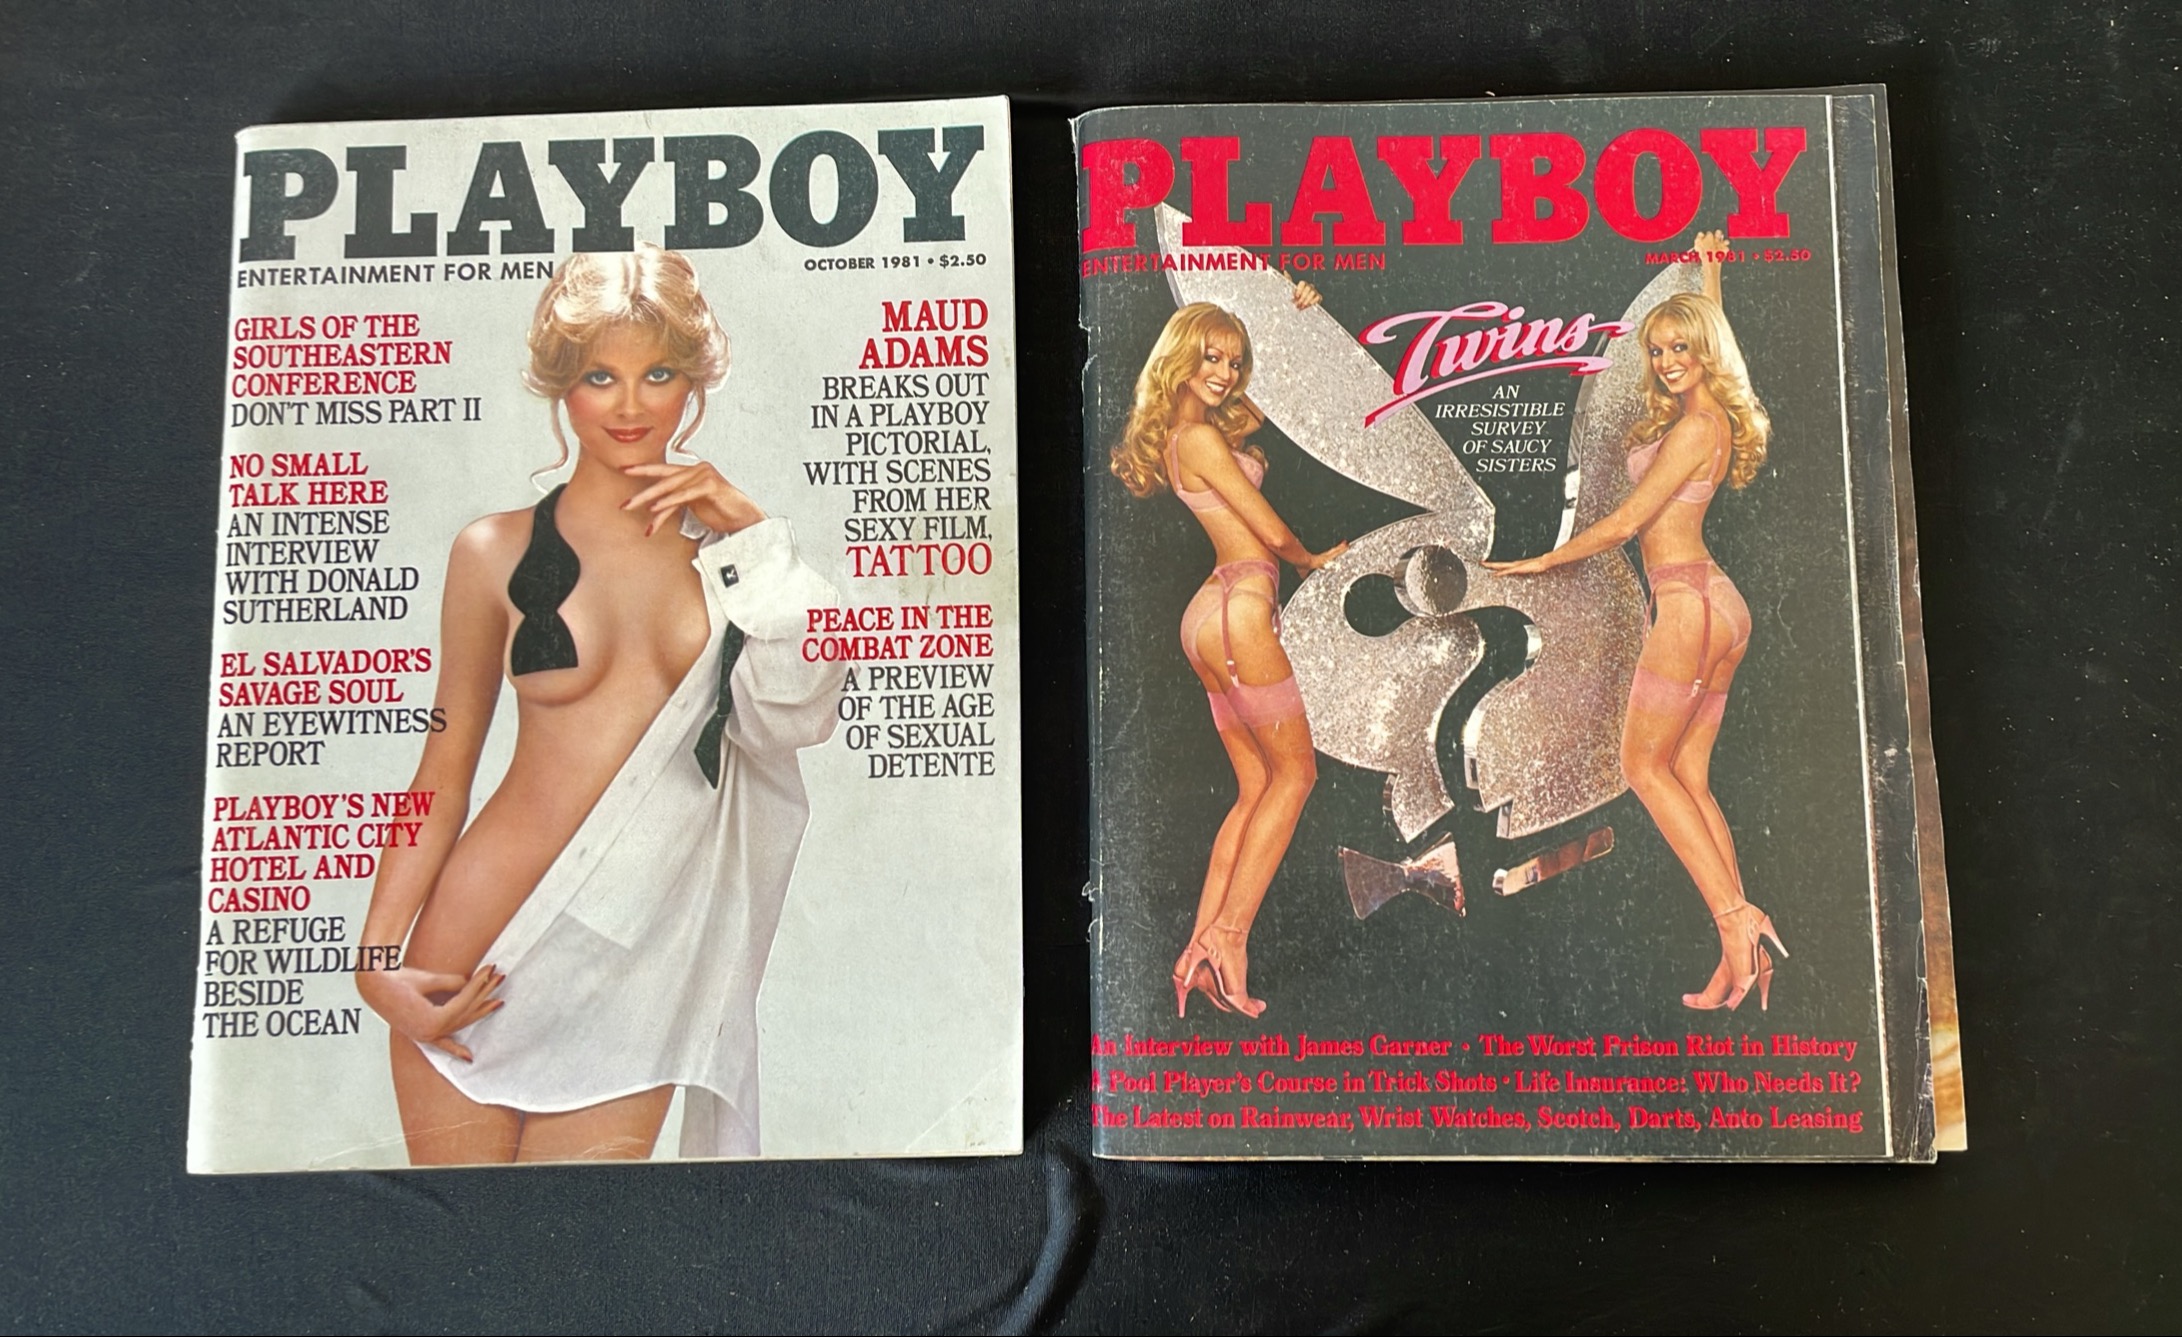 PLAYBOY
ENTERTAINMENT FOR MEN
OCTOBER 1981 • $2.50
GIRLS OF THE
SOUTHEASTERN
CONFERENCE
DON'T MISS PART II
NO SMALL
TALK HERE
AN INTENSE
INTERVIEW
WITH DONALD
SUTHERLAND
EL SALVADOR'S
SAVAGE SOUL
AN EYEWITNESS
REPORT
PLAYBOY'S NEW
ATLANTIC CITY
HOTEL AND
CASINO
A REFUGE
FOR WILDLIFE
BESIDE
THE OCEAN
MAUD
ADAMS
BREAKS OUT
IN A PLAYBOY
PICTORIAL,
WITH SCENES
FROM HER
SEXY FILM,
TATTOO
PEACE IN THE
COMBAT ZONE
A PREVIEW
OF THE AGE
OF SEXUAL
DETENTE
PLAYBOY
ENTERTAINMENT FOR MEN
MARCH 1981 • $2.50
Twins
AN
IRRESISTIBLE
SURVEY
OF SAUCY
SISTERS
An Interview with James Garner • The Worst Prison Riot in History
A Pool Player's Course in Trick Shots • Life Insurance: Who Needs It?
The Latest on Rainwear, Wrist Watches, Scotch, Darts, Auto Leasing